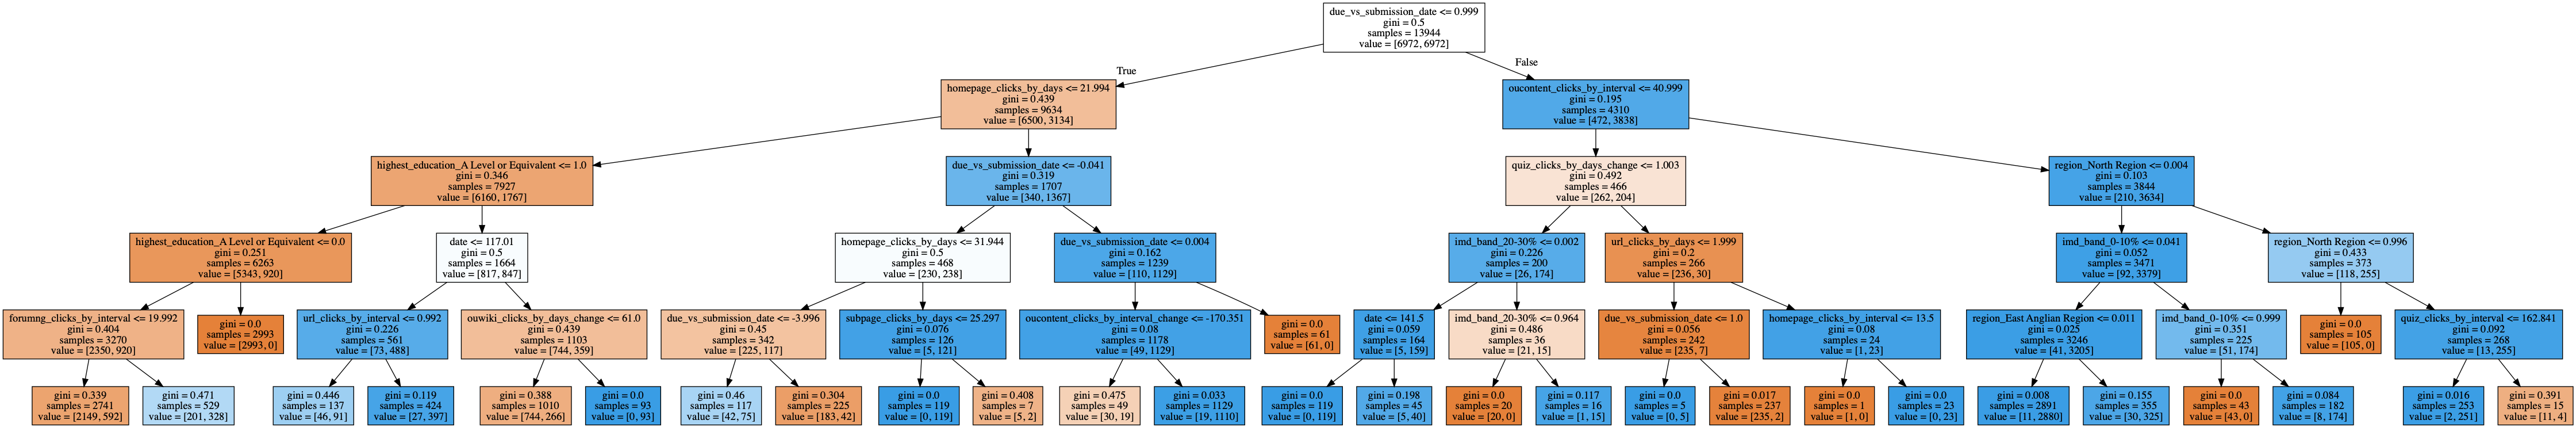 due_vs_submission_date <= 0.999
gini = 0.5
samples = 13944
value = [6972, 6972]
True
False
homepage_clicks_by_days <= 21.994
gini = 0.439
samples = 9634
value = [6500, 3134]
oucontent_clicks_by_interval <= 40.999
gini = 0.195
samples = 4310
value = [472, 3838]
highest_education_A Level or Equivalent <= 1.0
gini = 0.346
samples = 7927
value = [6160, 1767]
due_vs_submission_date <= -0.041
gini = 0.319
samples = 1707
value = [340, 1367]
quiz_clicks_by_days_change <= 1.003
gini = 0.492
samples = 466
value = [262, 204]
region_North Region <= 0.004
gini = 0.103
samples = 3844
value = [210, 3634]
highest_education_A Level or Equivalent <= 0.0
gini = 0.251
samples = 6263
value = [5343, 920]
date <= 117.01
gini = 0.5
samples = 1664
value = [817, 847]
homepage_clicks_by_days <= 31.944
gini = 0.5
samples = 468
value = [230, 238]
due_vs_submission_date <= 0.004
gini = 0.162
samples = 1239
value = [110, 1129]
imd_band_20-30% <= 0.002
gini = 0.226
samples = 200
value = [26, 174]
url_clicks_by_days <= 1.999
gini = 0.2
samples = 266
value = [236, 30]
imd_band_0-10% <= 0.041
gini = 0.052
samples = 3471
value = [92, 3379]
region_North Region <= 0.996
gini = 0.433
samples = 373
value = [118, 255]
forumng_clicks_by_interval <= 19.992
gini = 0.404
samples = 3270
value = [2350, 920]
gini = 0.0
samples = 2993
value = [2993, 0]
url_clicks_by_interval <= 0.992
gini = 0.226
samples = 561
value = [73, 488]
ouwiki_clicks_by_days_change <= 61.0
gini = 0.439
samples = 1103
value = [744, 359]
due_vs_submission_date <= -3.996
gini = 0.45
samples = 342
value = [225, 117]
subpage_clicks_by_days <= 25.297
gini = 0.076
samples = 126
value = [5, 121]
oucontent_clicks_by_interval_change <= -170.351
gini = 0.08
samples = 1178
value = [49, 1129]
gini = 0.0
samples = 61
value = [61, 0]
date <= 141.5
gini = 0.059
samples = 164
value = [5, 159]
imd_band_20-30% <= 0.964
gini = 0.486
samples = 36
value = [21, 15]
due_vs_submission_date <= 1.0
gini = 0.056
samples = 242
value = [235, 7]
homepage_clicks_by_interval <= 13.5
gini = 0.08
samples = 24
value = [1, 23]
region_East Anglian Region <= 0.011
gini = 0.025
samples = 3246
value = [41, 3205]
imd_band_0-10% <= 0.999
gini = 0.351
samples = 225
value = [51, 174]
gini = 0.0
samples = 105
value = [105, 0]
quiz_clicks_by_interval <= 162.841
gini = 0.092
samples = 268
value = [13, 255]
gini = 0.339
samples = 2741
value = [2149, 592]
gini = 0.471
samples = 529
value = [201, 328]
gini = 0.446
samples = 137
value = [46, 91]
gini = 0.119
samples = 424
value = [27, 397]
gini = 0.388
samples = 1010
value = [744, 266]
gini = 0.0
samples = 93
value = [0, 93]
gini = 0.46
samples = 117
value = [42, 75]
gini = 0.304
samples = 225
value = [183, 42]
gini = 0.0
samples = 119
value = [0, 119]
gini = 0.408
samples = 7
value = [5, 2]
gini = 0.475
samples = 49
value = [30, 19]
gini = 0.033
samples = 1129
value = [19, 1110]
gini = 0.0
samples = 119
value = [0, 119]
gini = 0.198
samples = 45
value = [5, 40]
gini = 0.0
samples = 20
value = [20, 0]
gini = 0.117
samples = 16
value = [1, 15]
gini = 0.0
samples = 5
value = [0, 5]
gini = 0.017
samples = 237
value = [235, 2]
gini = 0.0
samples = 1
value = [1, 0]
gini = 0.0
samples = 23
value = [0, 23]
gini = 0.008
samples = 2891
value = [11, 2880]
gini = 0.155
samples = 355
value = [30, 325]
gini = 0.0
samples = 43
value = [43, 0]
gini = 0.084
samples = 182
value = [8, 174]
gini = 0.016
samples = 253
value = [2, 251]
gini = 0.391
samples = 15
value = [11, 4]